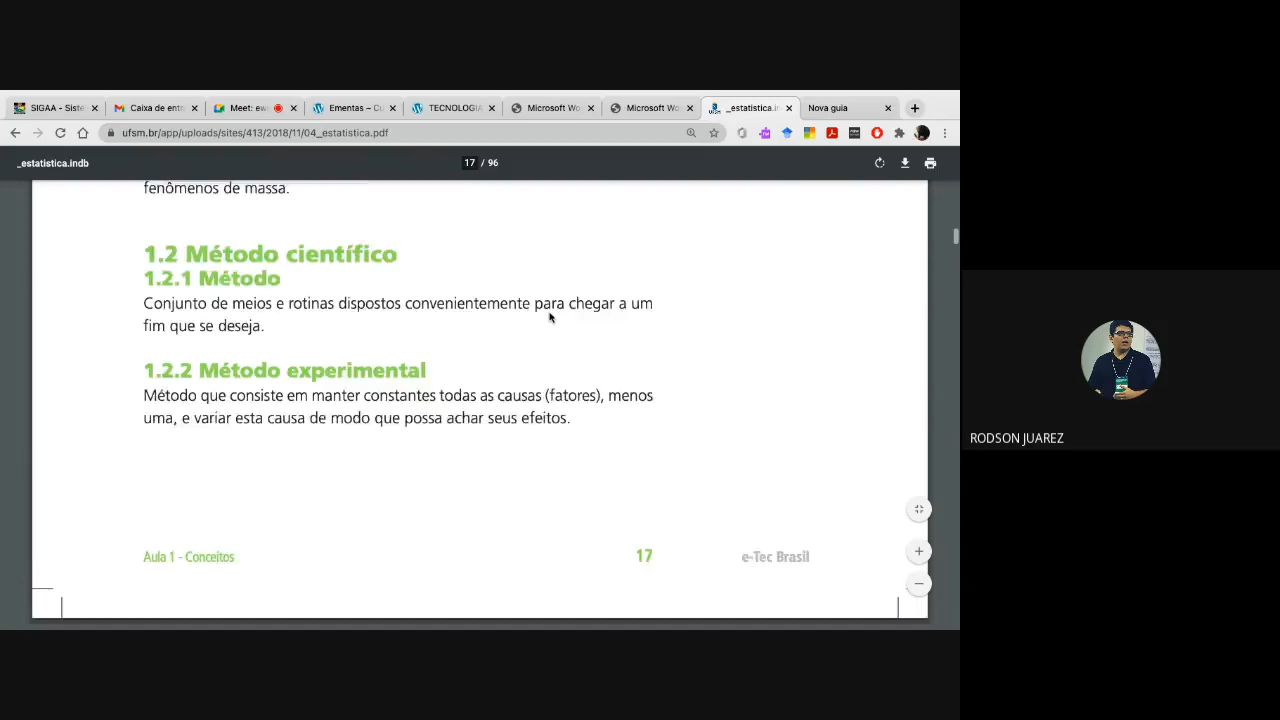 SIGAA - Siste
Caixa de entr
Meet: ew
Ementas – Cu
TECNOLOGIA
Microsoft Wo
Microsoft Wo
_estatistica.in
Nova guia
ufsm.br/app/uploads/sites/413/2018/11/04_estatistica.pdf
_estatistica.indb
17 / 96
fenômenos de massa.
1.2 Método científico
1.2.1 Método
Conjunto de meios e rotinas dispostos convenientemente para chegar a um
fim que se deseja.
1.2.2 Método experimental
Método que consiste em manter constantes todas as causas (fatores), menos
uma, e variar esta causa de modo que possa achar seus efeitos.
Aula 1 - Conceitos
17
e-Tec Brasil
RODSON JUAREZ